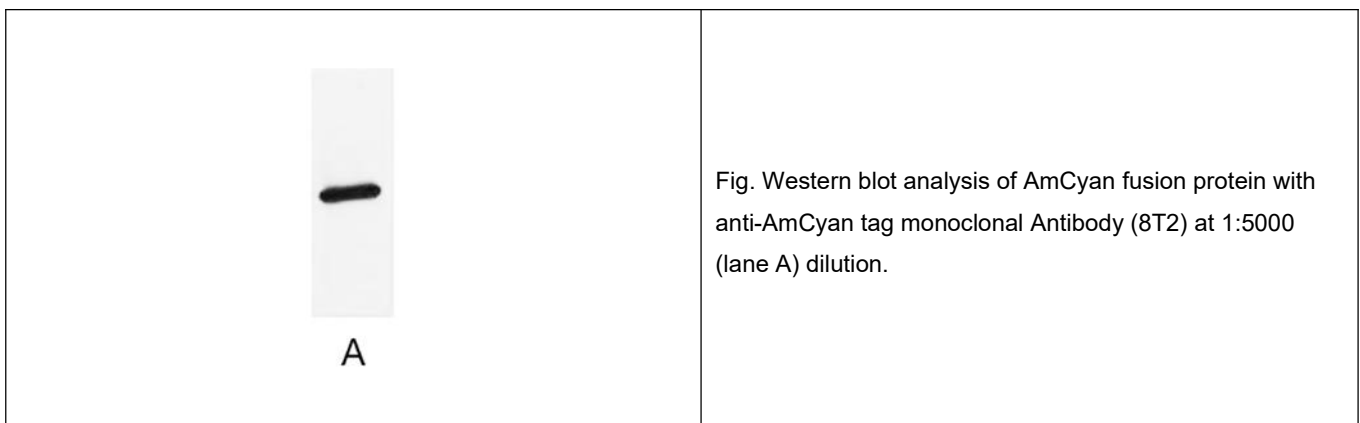 A
Fig. Western blot analysis of AmCyan fusion protein with
anti-AmCyan tag monoclonal Antibody (8T2) at 1:5000
(lane A) dilution.